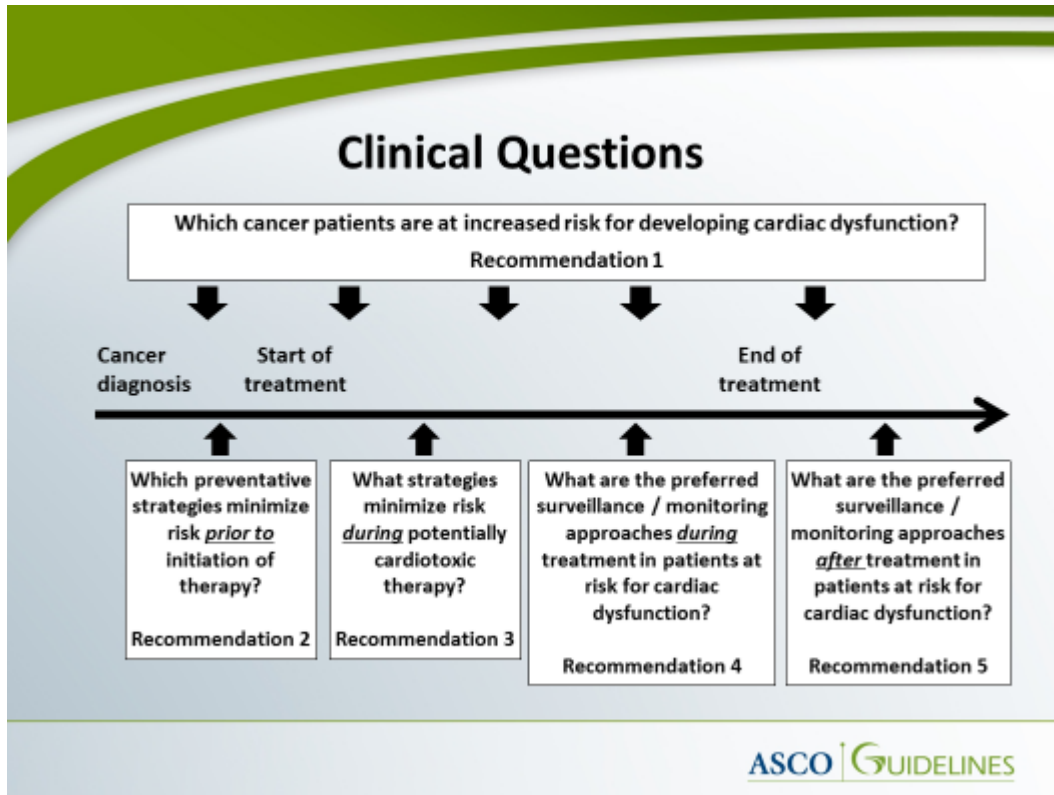 Clinical Questions
Which cancer patients are at increased risk for developing cardiac dysfunction?
Recommendation 1
Cancer
diagnosis
Start of
treatment
End of
treatment
Which preventative
strategies minimize
risk prior to
initiation of
therapy?
Recommendation 2
What strategies
minimize risk
during potentially
cardiotoxic
therapy?
Recommendation 3
What are the preferred
surveillance / monitoring
approaches during
treatment in patients at
risk for cardiac
dysfunction?
Recommendation 4
What are the preferred
surveillance /
monitoring approaches
after treatment in
patients at risk for
cardiac dysfunction?
Recommendation 5
ASCO GUIDELINES